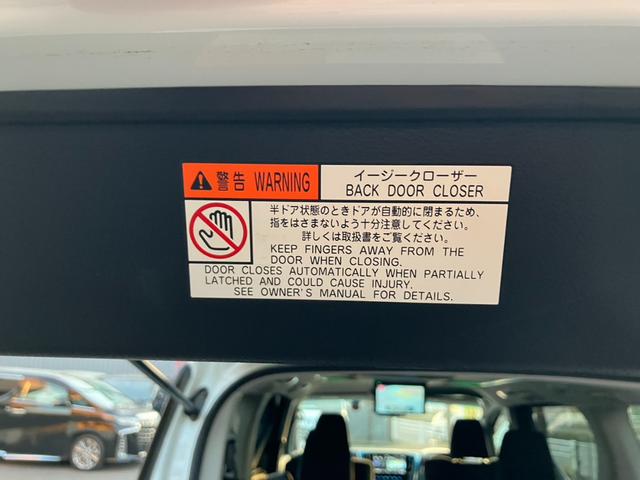 警告 WARNING
イージークローザー
BACK DOOR CLOSER
半ドア状態のときドアが自動的に閉まるため、
指をはさまないよう十分注意してください。
詳しくは取扱書をご覧ください。
KEEP FINGERS AWAY FROM THE
DOOR WHEN CLOSING.
DOOR CLOSES AUTOMATICALLY WHEN PARTIALLY
LATCHED AND COULD CAUSE INJURY.
SEE OWNER'S MANUAL FOR DETAILS.